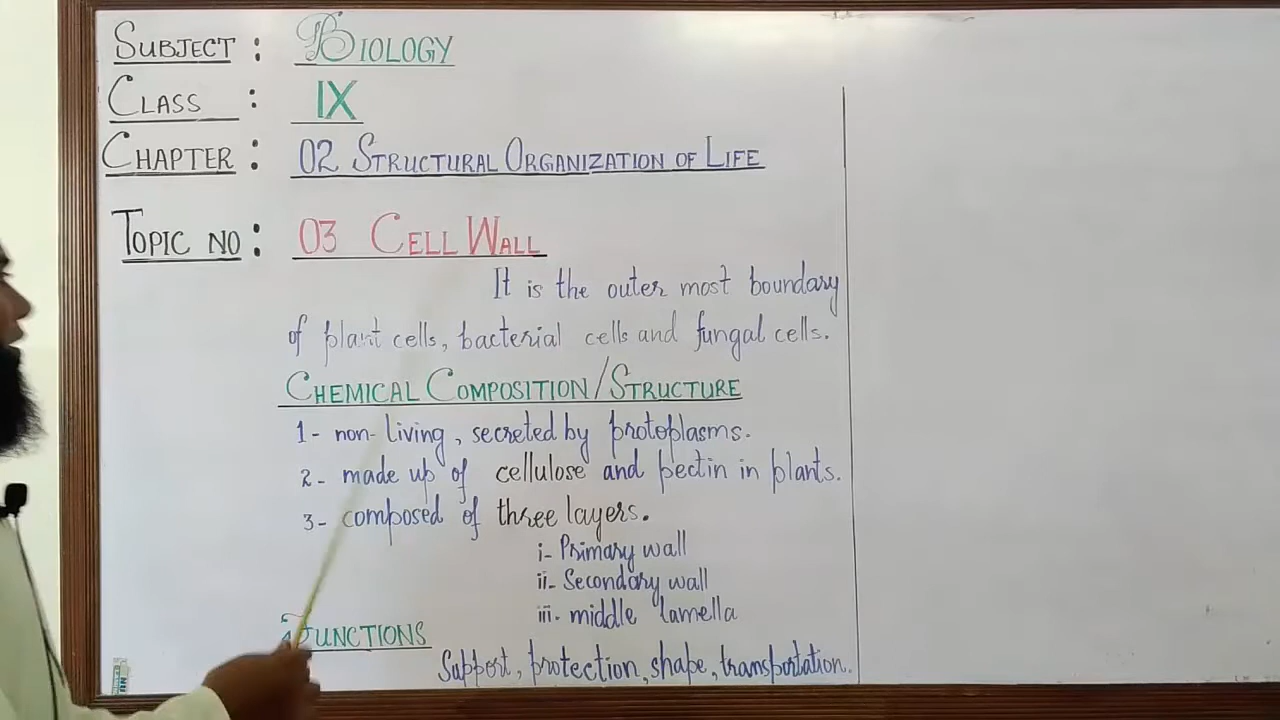 SUBJECT : BIOLOGY
CLASS : IX
CHAPTER : 02 STRUCTURAL ORGANIZATION OF LIFE
TOPIC NO : 03 CELL WALL
It is the outer most boundary
of plant cells, bacterial cells and fungal cells.
CHEMICAL COMPOSITION/STRUCTURE
1- non-living, secreted by protoplasms.
2- made up of cellulose and pectin in plants.
3- composed of three layers.
i- Primary wall
ii- Secondary wall
iii- middle lamella
FUNCTIONS
Support, protection, shape, transportation.